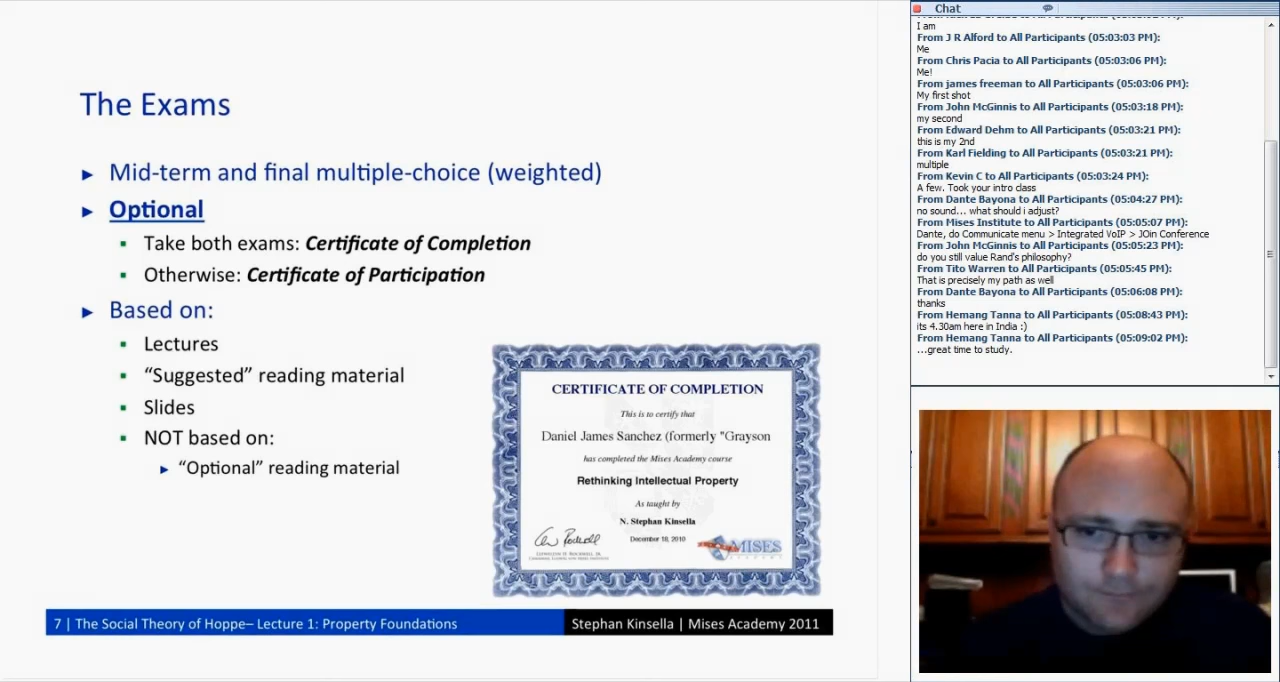 The Exams
► Mid-term and final multiple-choice (weighted)
► Optional
▪ Take both exams: Certificate of Completion
▪ Otherwise: Certificate of Participation
► Based on:
▪ Lectures
▪ “Suggested” reading material
▪ Slides
▪ NOT based on:
► “Optional” reading material
CERTIFICATE OF COMPLETION
This is to certify that
Daniel James Sanchez (formerly "Grayson
has completed the Mises Academy course
Rethinking Intellectual Property
As taught by
N. Stephan Kinsella
December 18, 2010
MISES
7 | The Social Theory of Hoppe– Lecture 1: Property Foundations
Stephan Kinsella | Mises Academy 2011
Chat
I am
From J R Alford to All Participants (05:03:03 PM):
Me
From Chris Pacia to All Participants (05:03:06 PM):
Me!
From james freeman to All Participants (05:03:06 PM):
My first shot
From John McGinnis to All Participants (05:03:18 PM):
my second
From Edward Dehm to All Participants (05:03:21 PM):
this is my 2nd
From Karl Fielding to All Participants (05:03:21 PM):
multiple
From Kevin C to All Participants (05:03:24 PM):
A few. Took your intro class
From Dante Bayona to All Participants (05:04:27 PM):
no sound... what should i adjust?
From Mises Institute to All Participants (05:05:07 PM):
Dante, do Communicate menu > Integrated VoIP > JOin Conference
From John McGinnis to All Participants (05:05:23 PM):
do you still value Rand's philosophy?
From Tito Warren to All Participants (05:05:45 PM):
That is precisely my path as well
From Dante Bayona to All Participants (05:06:08 PM):
thanks
From Hemang Tanna to All Participants (05:08:43 PM):
its 4.30am here in India :)
From Hemang Tanna to All Participants (05:09:02 PM):
...great time to study.